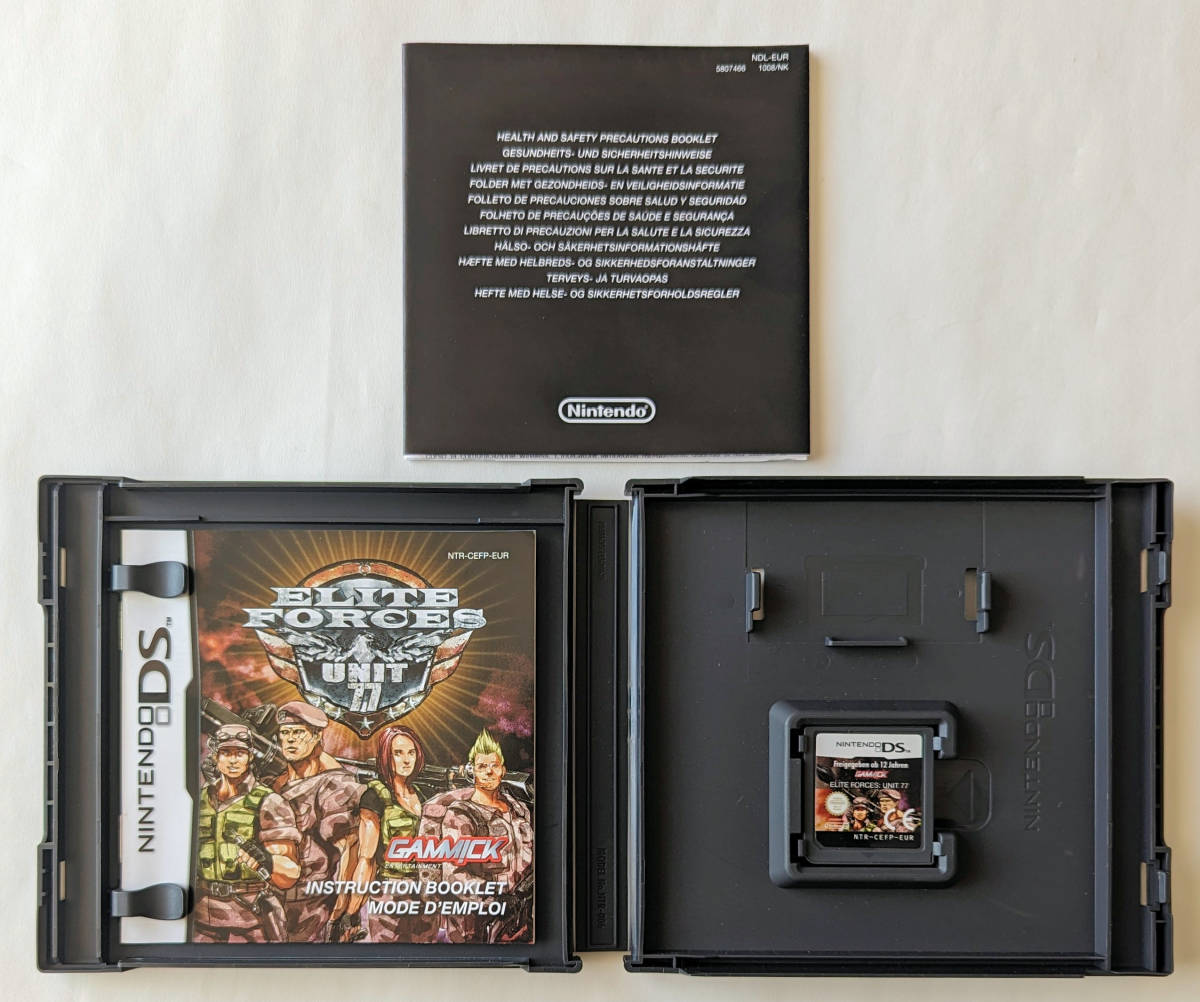 NDL-EUR
5807466 1008/NK
HEALTH AND SAFETY PRECAUTIONS BOOKLET
GESUNDHEITS- UND SICHERHEITSHINWEISE
LIVRET DE PRECAUTIONS SUR LA SANTE ET LA SECURITE
FOLDER MET GEZONDHEIDS- EN VEILIGHEIDSINFORMATIE
FOLLETO DE PRECAUCIONES SOBRE SALUD Y SEGURIDAD
FOLHETO DE PRECAUÇÕES DE SAÚDE E SEGURANÇA
LIBRETTO DI PRECAUZIONI PER LA SALUTE E LA SICUREZZA
HÄLSO- OCH SÄKERHETSINFORMATIONSHÄFTE
HÆFTE MED HELBREDS- OG SIKKERHEDSFORANSTALTNINGER
TERVEYS- JA TURVAOPAS
HEFTE MED HELSE- OG SIKKERHETSFORHOLDSREGLER
Nintendo®
NTR-CEFP-EUR
ELITE
FORCES
UNIT
77
NINTENDO DS™
GAMMICK
ENTERTAINMENT
INSTRUCTION BOOKLET
MODE D'EMPLOI
NINTENDO DS
NINTENDO DS™
Freigegeben ab 12 Jahren
GAMMICK
ELITE FORCES: UNIT 77
CE
NTR-CEFP-EUR